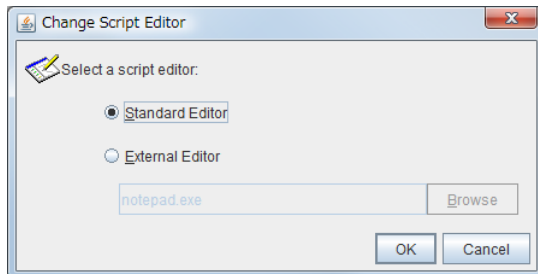 Change Script Editor
Select a script editor:
Standard Editor
External Editor
notepad.exe Browse
OK Cancel